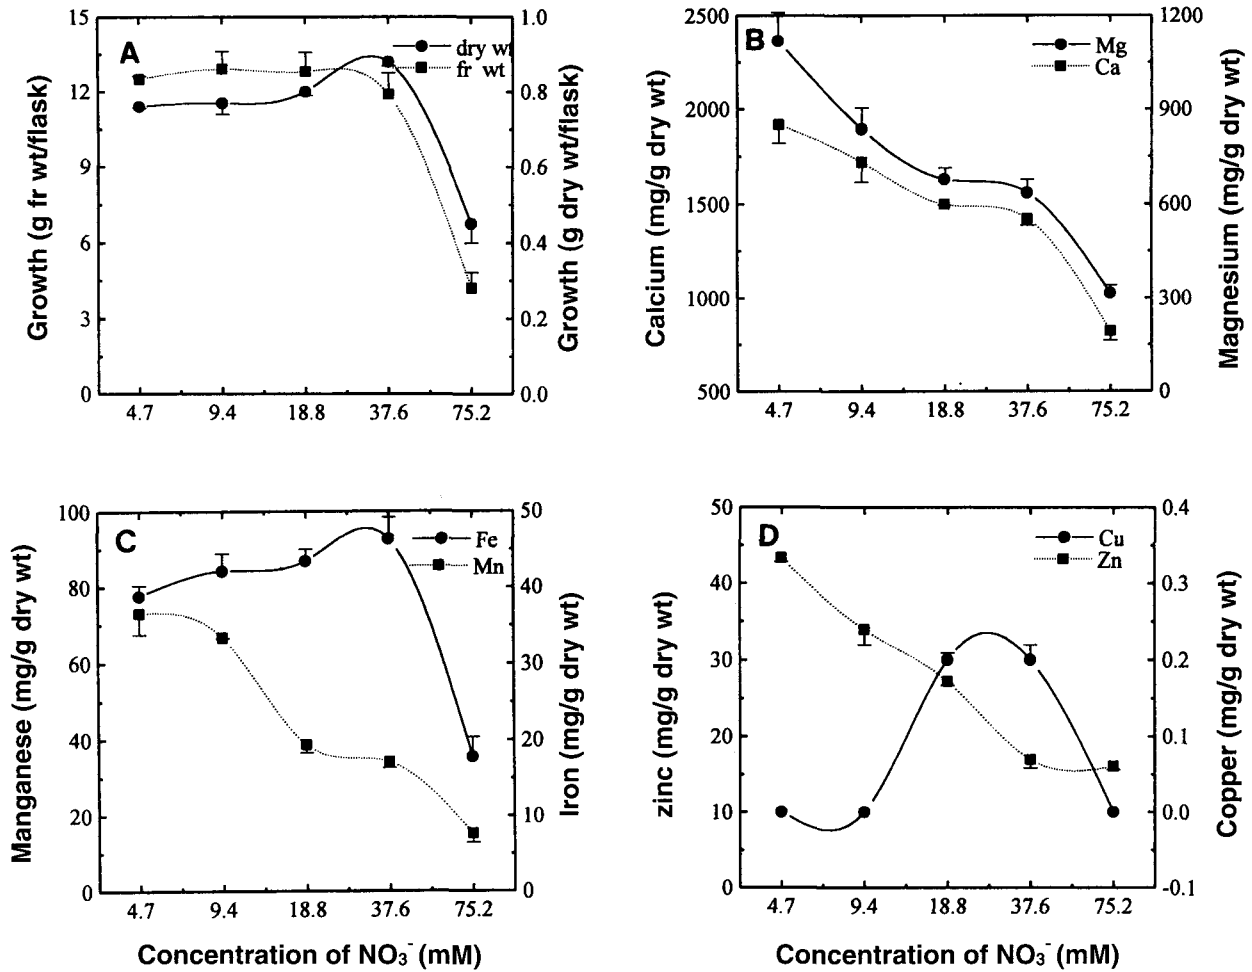 A
dry wt
fr wt
15
12
9
6
3
0
1.0
0.8
0.6
0.4
0.2
0.0
4.7 9.4 18.8 37.6 75.2
Growth (g fr wt/flask)
Growth (g dry wt/flask)
B
Mg
Ca
2500
2000
1500
1000
500
1200
900
600
300
0
4.7 9.4 18.8 37.6 75.2
Calcium (mg/g dry wt)
Magnesium (mg/g dry wt)
C
Fe
Mn
100
80
60
40
20
0
50
40
30
20
10
0
4.7 9.4 18.8 37.6 75.2
Manganese (mg/g dry wt)
Iron (mg/g dry wt)
Concentration of NO₃⁻ (mM)
D
Cu
Zn
50
40
30
20
10
0
0.4
0.3
0.2
0.1
0.0
-0.1
4.7 9.4 18.8 37.6 75.2
zinc (mg/g dry wt)
Copper (mg/g dry wt)
Concentration of NO₃⁻ (mM)